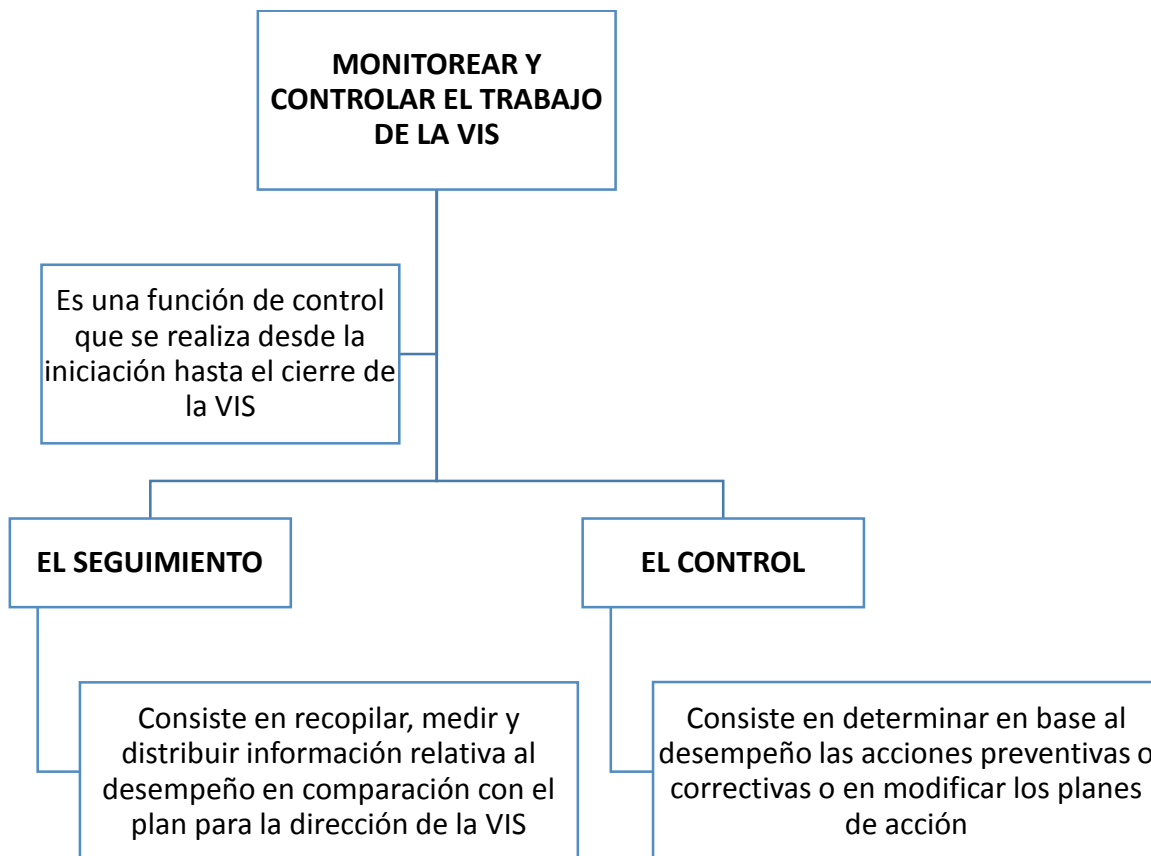 MONITOREAR Y
CONTROLAR EL TRABAJO
DE LA VIS
Es una función de control
que se realiza desde la
iniciación hasta el cierre de
la VIS
EL SEGUIMIENTO
EL CONTROL
Consiste en recopilar, medir y
distribuir información relativa al
desempeño en comparación con el
plan para la dirección de la VIS
Consiste en determinar en base al
desempeño las acciones preventivas o
correctivas o en modificar los planes
de acción